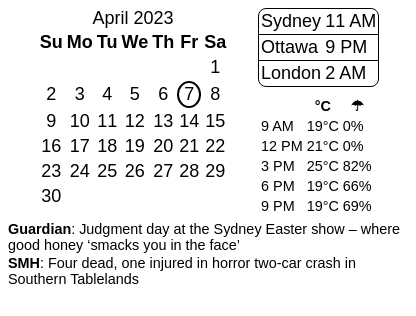 April 2023
Su Mo Tu We Th Fr Sa
1
2 3 4 5 6 7 8
9 10 11 12 13 14 15
16 17 18 19 20 21 22
23 24 25 26 27 28 29
30
Sydney 11 AM
Ottawa 9 PM
London 2 AM
°C ☂
9 AM 19°C 0%
12 PM 21°C 0%
3 PM 25°C 82%
6 PM 19°C 66%
9 PM 19°C 69%
Guardian: Judgment day at the Sydney Easter show – where
good honey ‘smacks you in the face’
SMH: Four dead, one injured in horror two-car crash in
Southern Tablelands